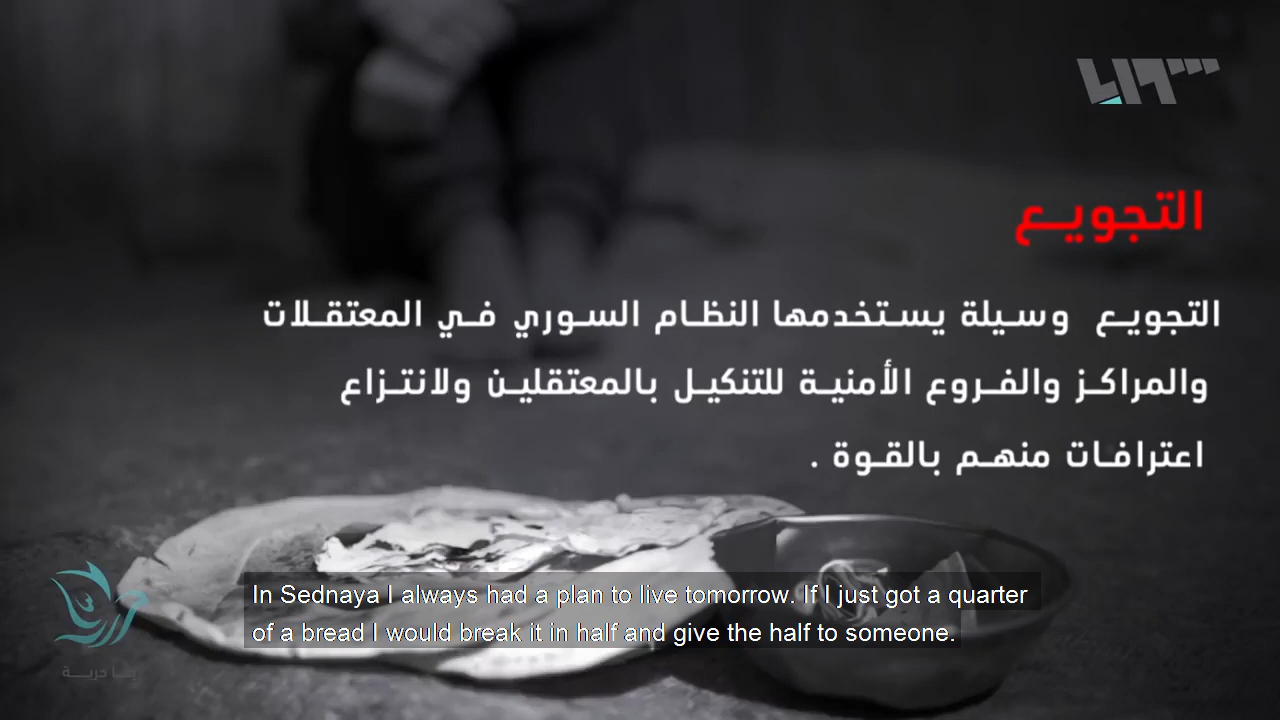 التجويع
التجويع وسيلة يستخدمها النظام السوري في المعتقلات
والمراكز والفروع الأمنية للتنكيل بالمعتقلين ولانتزاع
اعترافات منهم بالقوة .
In Sednaya I always had a plan to live tomorrow. If I just got a quarter
of a bread I would break it in half and give the half to someone.
يا حرية